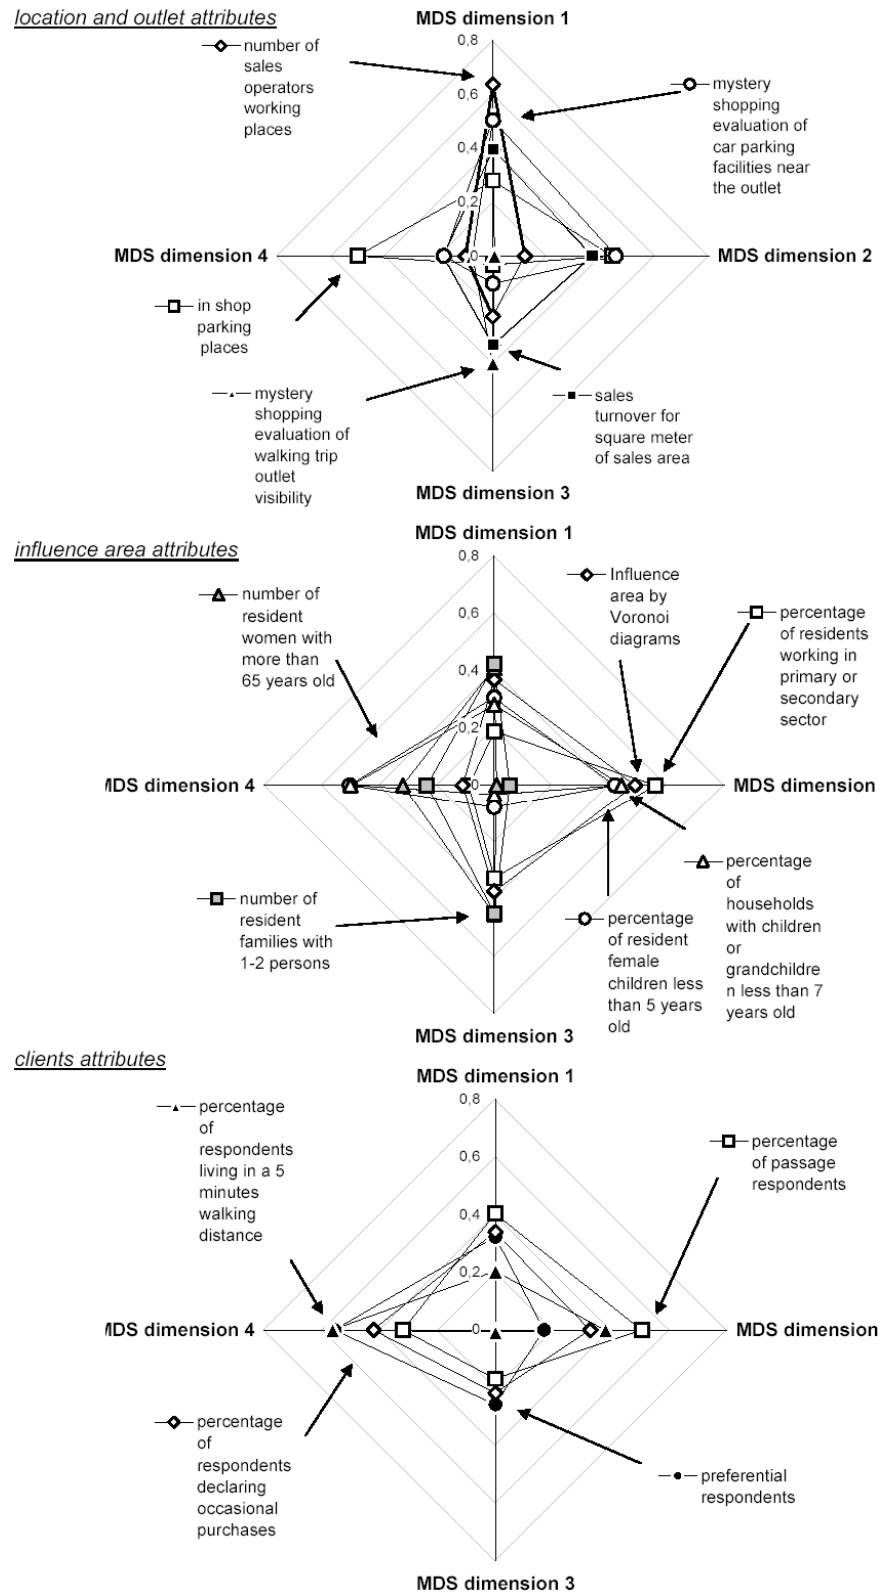 location and outlet attributes
MDS dimension 1
0,8
number of
sales
operators
working
places
mystery
shopping
evaluation of
car parking
facilities near
the outlet
0,6
0,4
0,2
0
MDS dimension 4
MDS dimension 2
in shop
parking
places
mystery
shopping
evaluation of
walking trip
outlet
visibility
sales
turnover for
square meter
of sales area
MDS dimension 3
MDS dimension 1
influence area attributes
0,8
number of
resident
women with
more than
65 years old
Influence
area by
Voronoi
diagrams
percentage
of residents
working in
primary or
secondary
sector
0,6
0,4
0,2
0
MDS dimension 4
MDS dimension
number of
resident
families with
1-2 persons
percentage
of resident
female
children less
than 5 years
old
percentage
of
households
with children
or
grandchildre
n less than 7
years old
MDS dimension 3
clients attributes
MDS dimension 1
0,8
percentage
of
respondents
living in a 5
minutes
walking
distance
percentage
of passage
respondents
0,6
0,4
0,2
0
MDS dimension 4
MDS dimension
percentage
of
respondents
declaring
occasional
purchases
preferential
respondents
MDS dimension 3